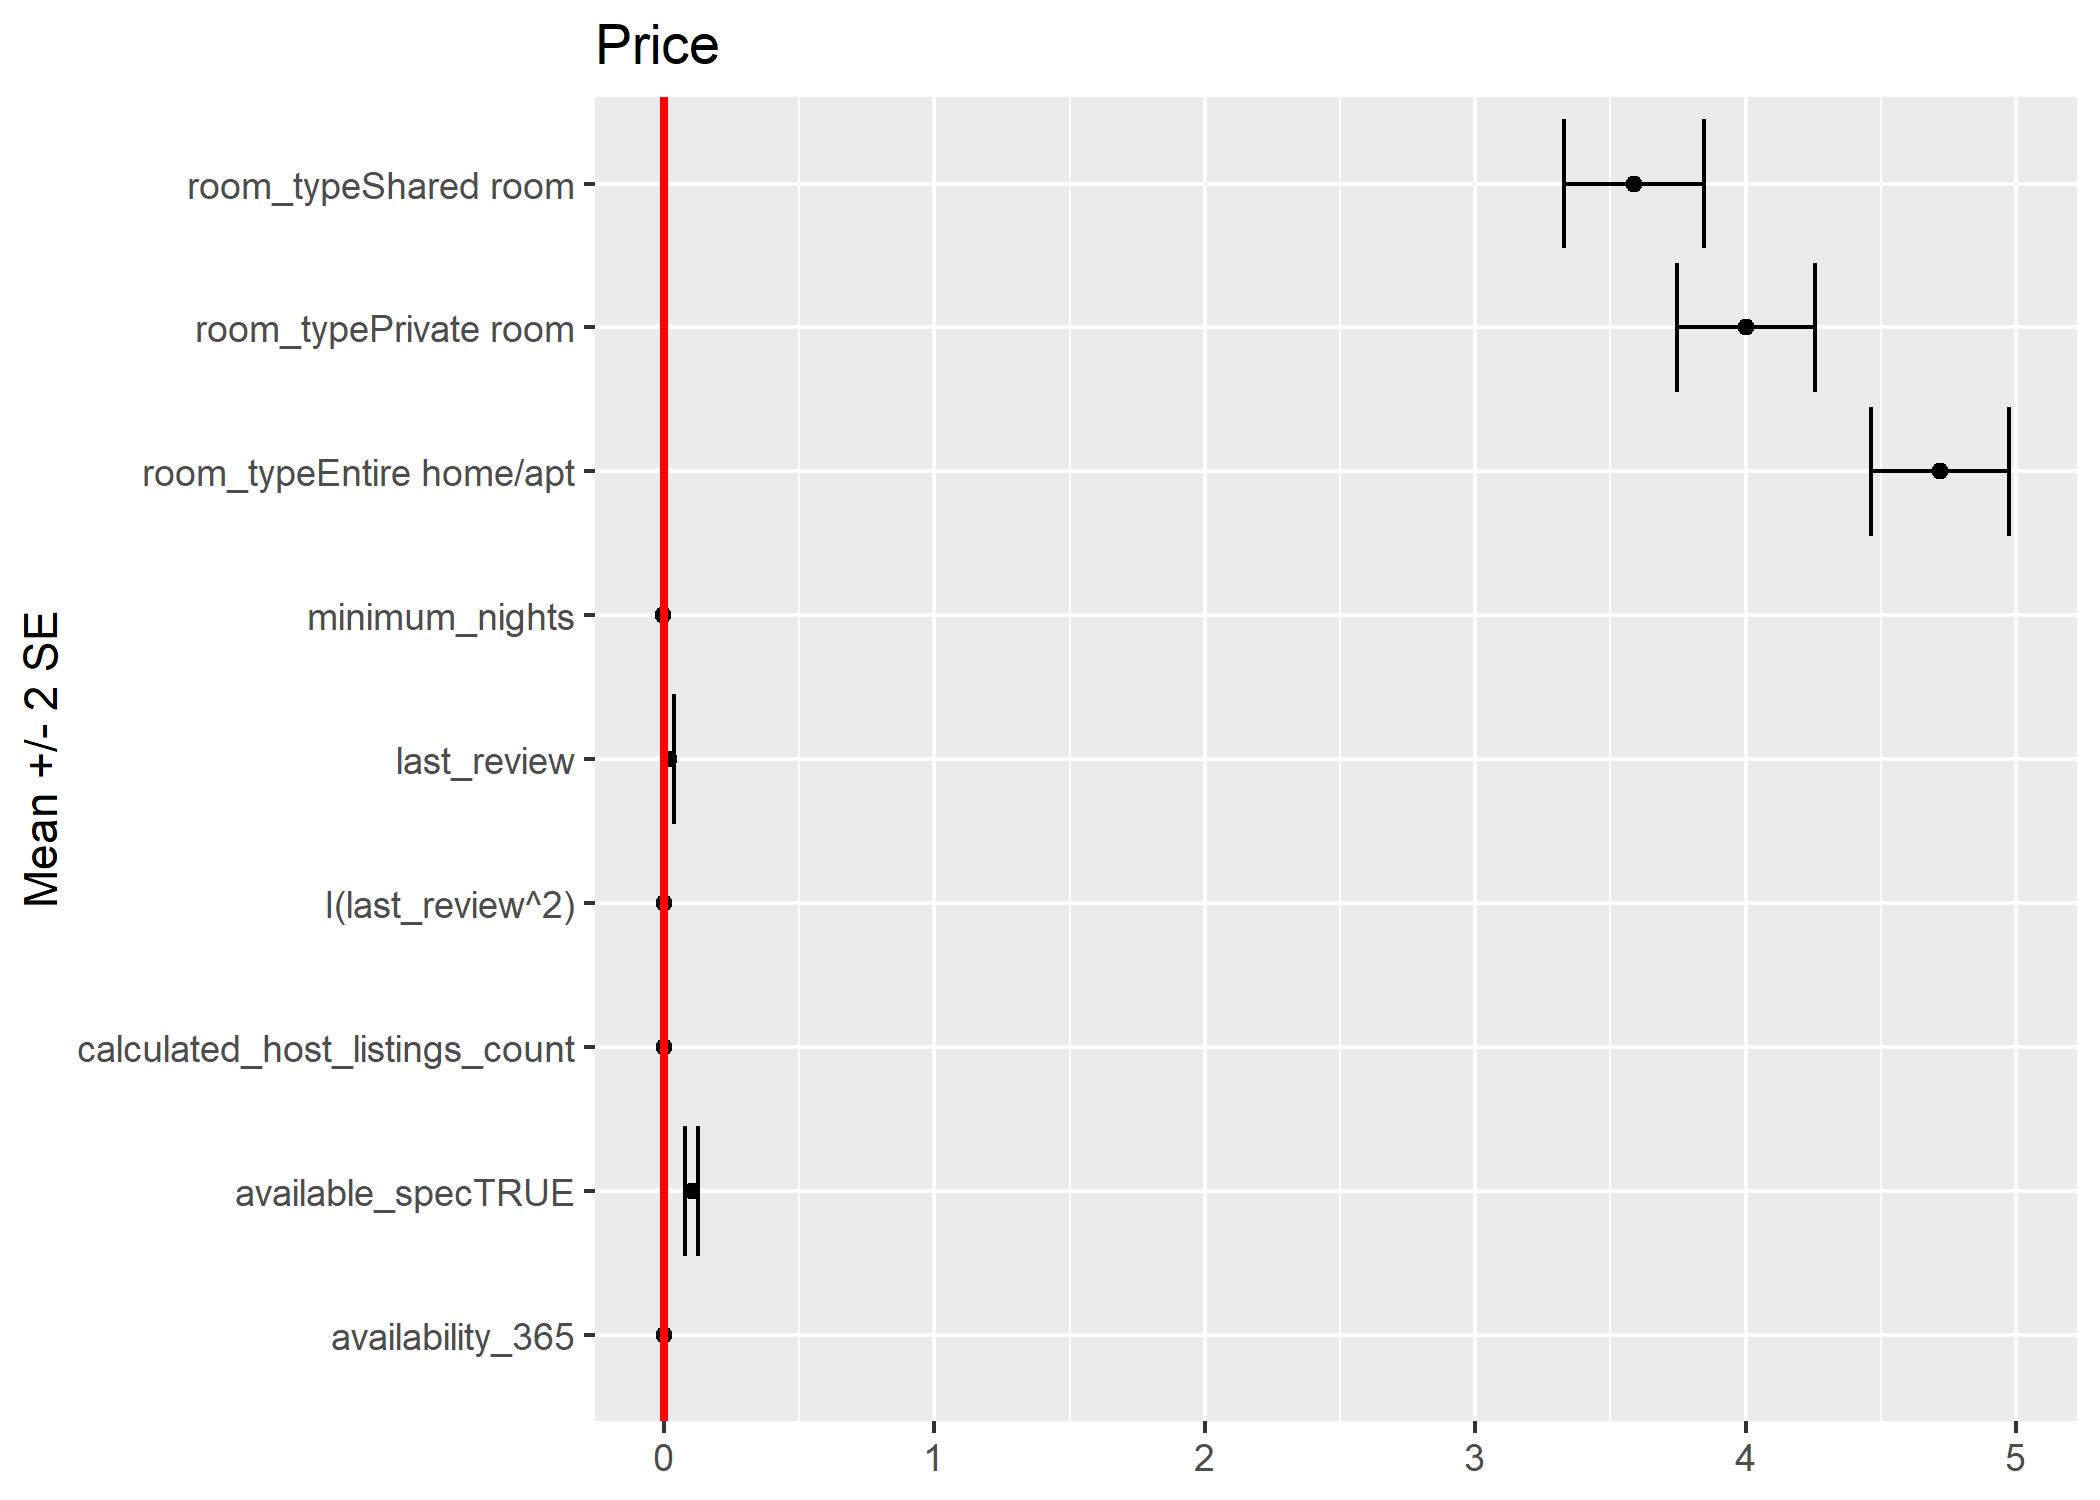 Price
Mean +/- 2 SE
room_typeShared room
room_typePrivate room
room_typeEntire home/apt
minimum_nights
last_review
I(last_review^2)
calculated_host_listings_count
available_specTRUE
availability_365
0 1 2 3 4 5